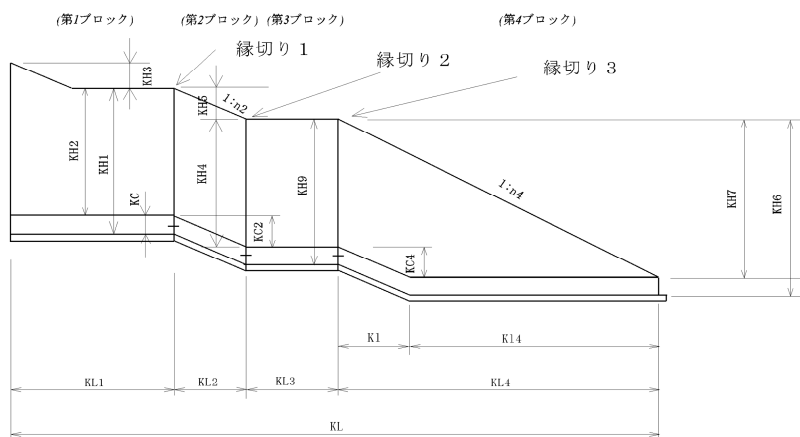 (第1ブロック) (第2ブロック) (第3ブロック) (第4ブロック)
縁切り１
縁切り２
縁切り３
KH3
KH5
1:n2
KH2
KH1
KH4
KH9
1:n4
KH7
KH6
KC
KC2
KC4
Kl
Kl4
KL1
KL2
KL3
KL4
KL